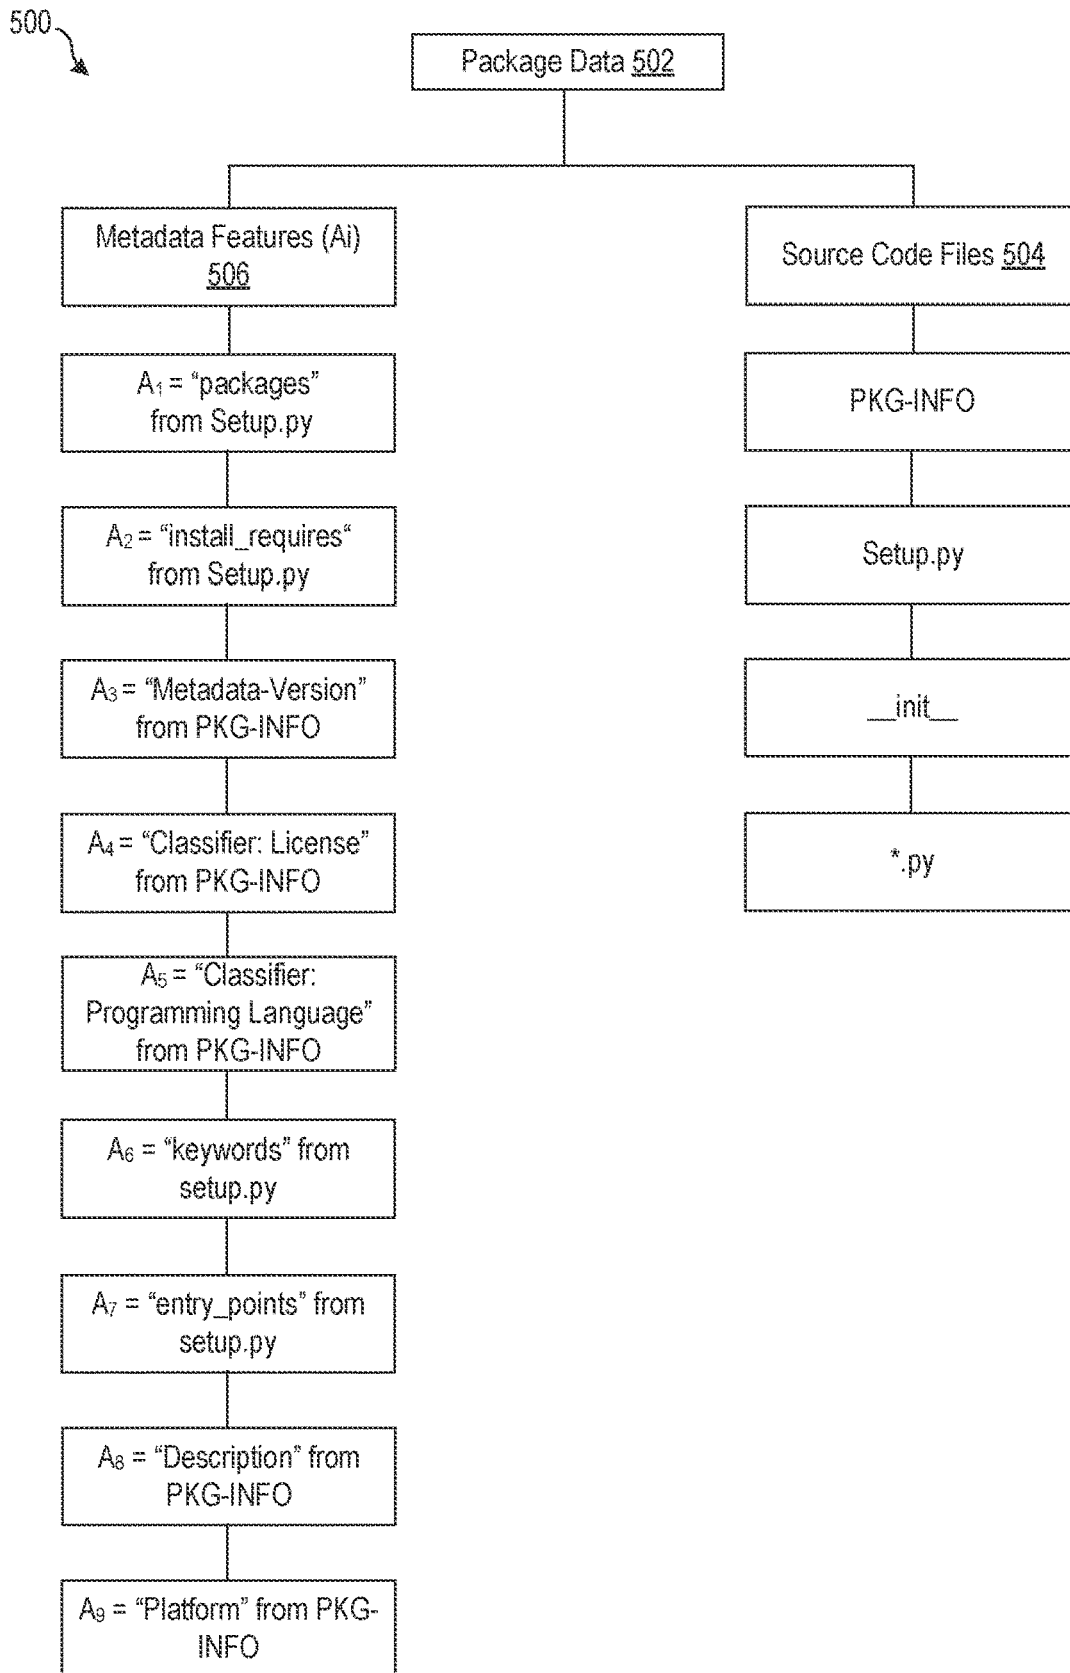 500
Package Data 502
Metadata Features (Ai)
506
A1 = “packages”
from Setup.py
A2 = “install_requires“
from Setup.py
A3 = “Metadata-Version”
from PKG-INFO
A4 = “Classifier: License”
from PKG-INFO
A5 = “Classifier:
Programming Language”
from PKG-INFO
A6 = “keywords” from
setup.py
A7 = “entry_points” from
setup.py
A8 = “Description” from
PKG-INFO
A9 = “Platform” from PKG-
INFO
Source Code Files 504
PKG-INFO
Setup.py
__init__
*.py